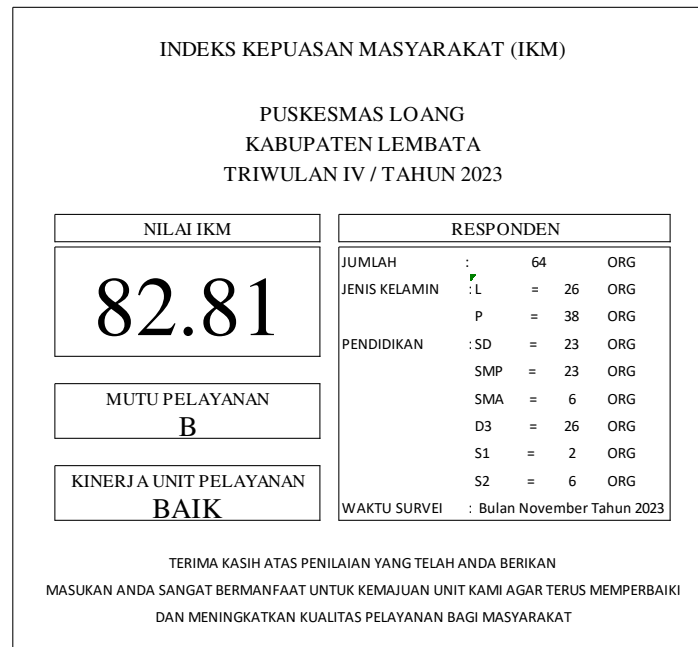 INDEKS KEPUASAN MASYARAKAT (IKM)
PUSKESMAS LOANG
KABUPATEN LEMBATA
TRIWULAN IV / TAHUN 2023
NILAI IKM
82.81
MUTU PELAYANAN
B
KINERJA UNIT PELAYANAN
BAIK
RESPONDEN
JUMLAH : 64 ORG
JENIS KELAMIN : L = 26 ORG
P = 38 ORG
PENDIDIKAN : SD = 23 ORG
SMP = 23 ORG
SMA = 6 ORG
D3 = 26 ORG
S1 = 2 ORG
S2 = 6 ORG
WAKTU SURVEI : Bulan November Tahun 2023
TERIMA KASIH ATAS PENILAIAN YANG TELAH ANDA BERIKAN
MASUKAN ANDA SANGAT BERMANFAAT UNTUK KEMAJUAN UNIT KAMI AGAR TERUS MEMPERBAIKI
DAN MENINGKATKAN KUALITAS PELAYANAN BAGI MASYARAKAT